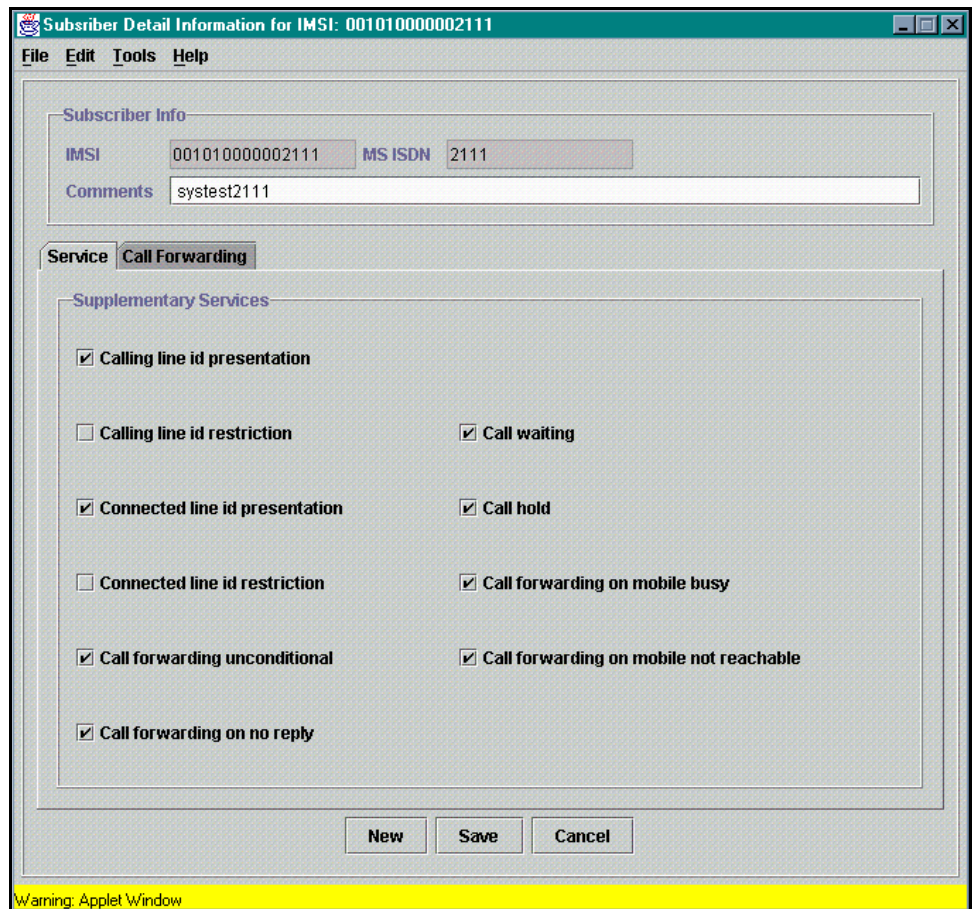 Subsriber Detail Information for IMSI: 001010000002111
File Edit Tools Help
Subscriber Info
IMSI 001010000002111 MS ISDN 2111
Comments systest2111
Service Call Forwarding
Supplementary Services
Calling line id presentation
Calling line id restriction Call waiting
Connected line id presentation Call hold
Connected line id restriction Call forwarding on mobile busy
Call forwarding unconditional Call forwarding on mobile not reachable
Call forwarding on no reply
New Save Cancel
Warning: Applet Window